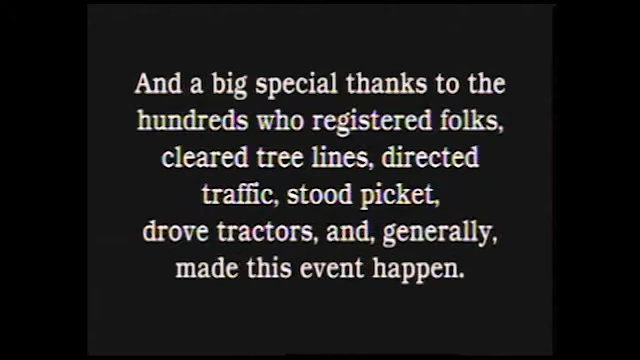 And a big special thanks to the
hundreds who registered folks,
cleared tree lines, directed
traffic, stood picket,
drove tractors, and, generally,
made this event happen.